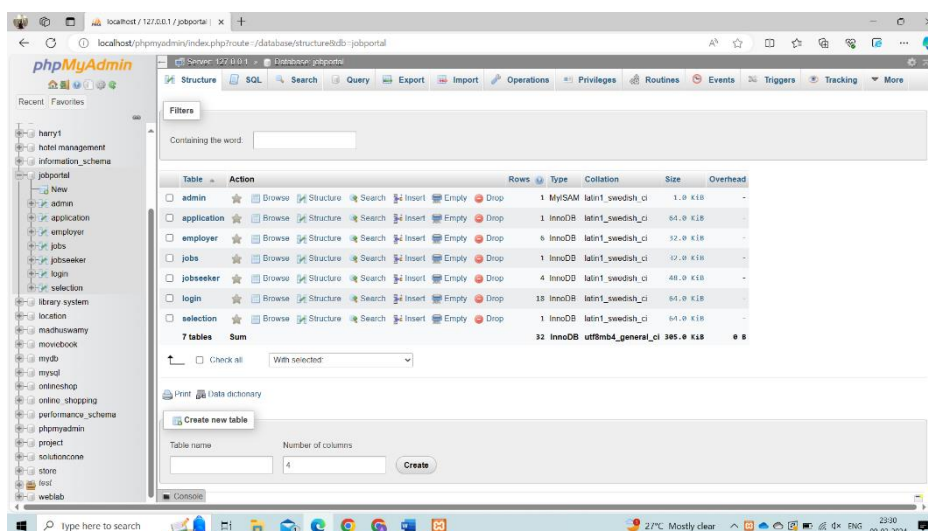 localhost / 127.0.0.1 / jobportal |
localhost/phpmyadmin/index.php?route=/database/structure&db=jobportal
phpMyAdmin
Recent Favorites
harry1
hotel management
information_schema
jobportal
New
admin
application
employer
jobs
jobseeker
login
selection
library system
location
madhuswamy
moviebook
mydb
mysql
onlineshop
online_shopping
performance_schema
phpmyadmin
project
solutioncone
store
test
weblab
Server: 127.0.0.1 » Database: jobportal
Structure SQL Search Query Export Import Operations Privileges Routines Events Triggers Tracking More
Filters
Containing the word:
Table Action Rows Type Collation Size Overhead
admin Browse Structure Search Insert Empty Drop 1 MyISAM latin1_swedish_ci 1.0 KiB -
application Browse Structure Search Insert Empty Drop 1 InnoDB latin1_swedish_ci 64.0 KiB -
employer Browse Structure Search Insert Empty Drop 6 InnoDB latin1_swedish_ci 32.0 KiB -
jobs Browse Structure Search Insert Empty Drop 1 InnoDB latin1_swedish_ci 32.0 KiB -
jobseeker Browse Structure Search Insert Empty Drop 4 InnoDB latin1_swedish_ci 48.0 KiB -
login Browse Structure Search Insert Empty Drop 18 InnoDB latin1_swedish_ci 64.0 KiB -
selection Browse Structure Search Insert Empty Drop 1 InnoDB latin1_swedish_ci 64.0 KiB -
7 tables Sum 32 InnoDB utf8mb4_general_ci 305.0 KiB 0 B
Check all With selected:
Print Data dictionary
Create new table
Table name Number of columns
4 Create
Console
Type here to search
27°C Mostly clear ENG 23:30